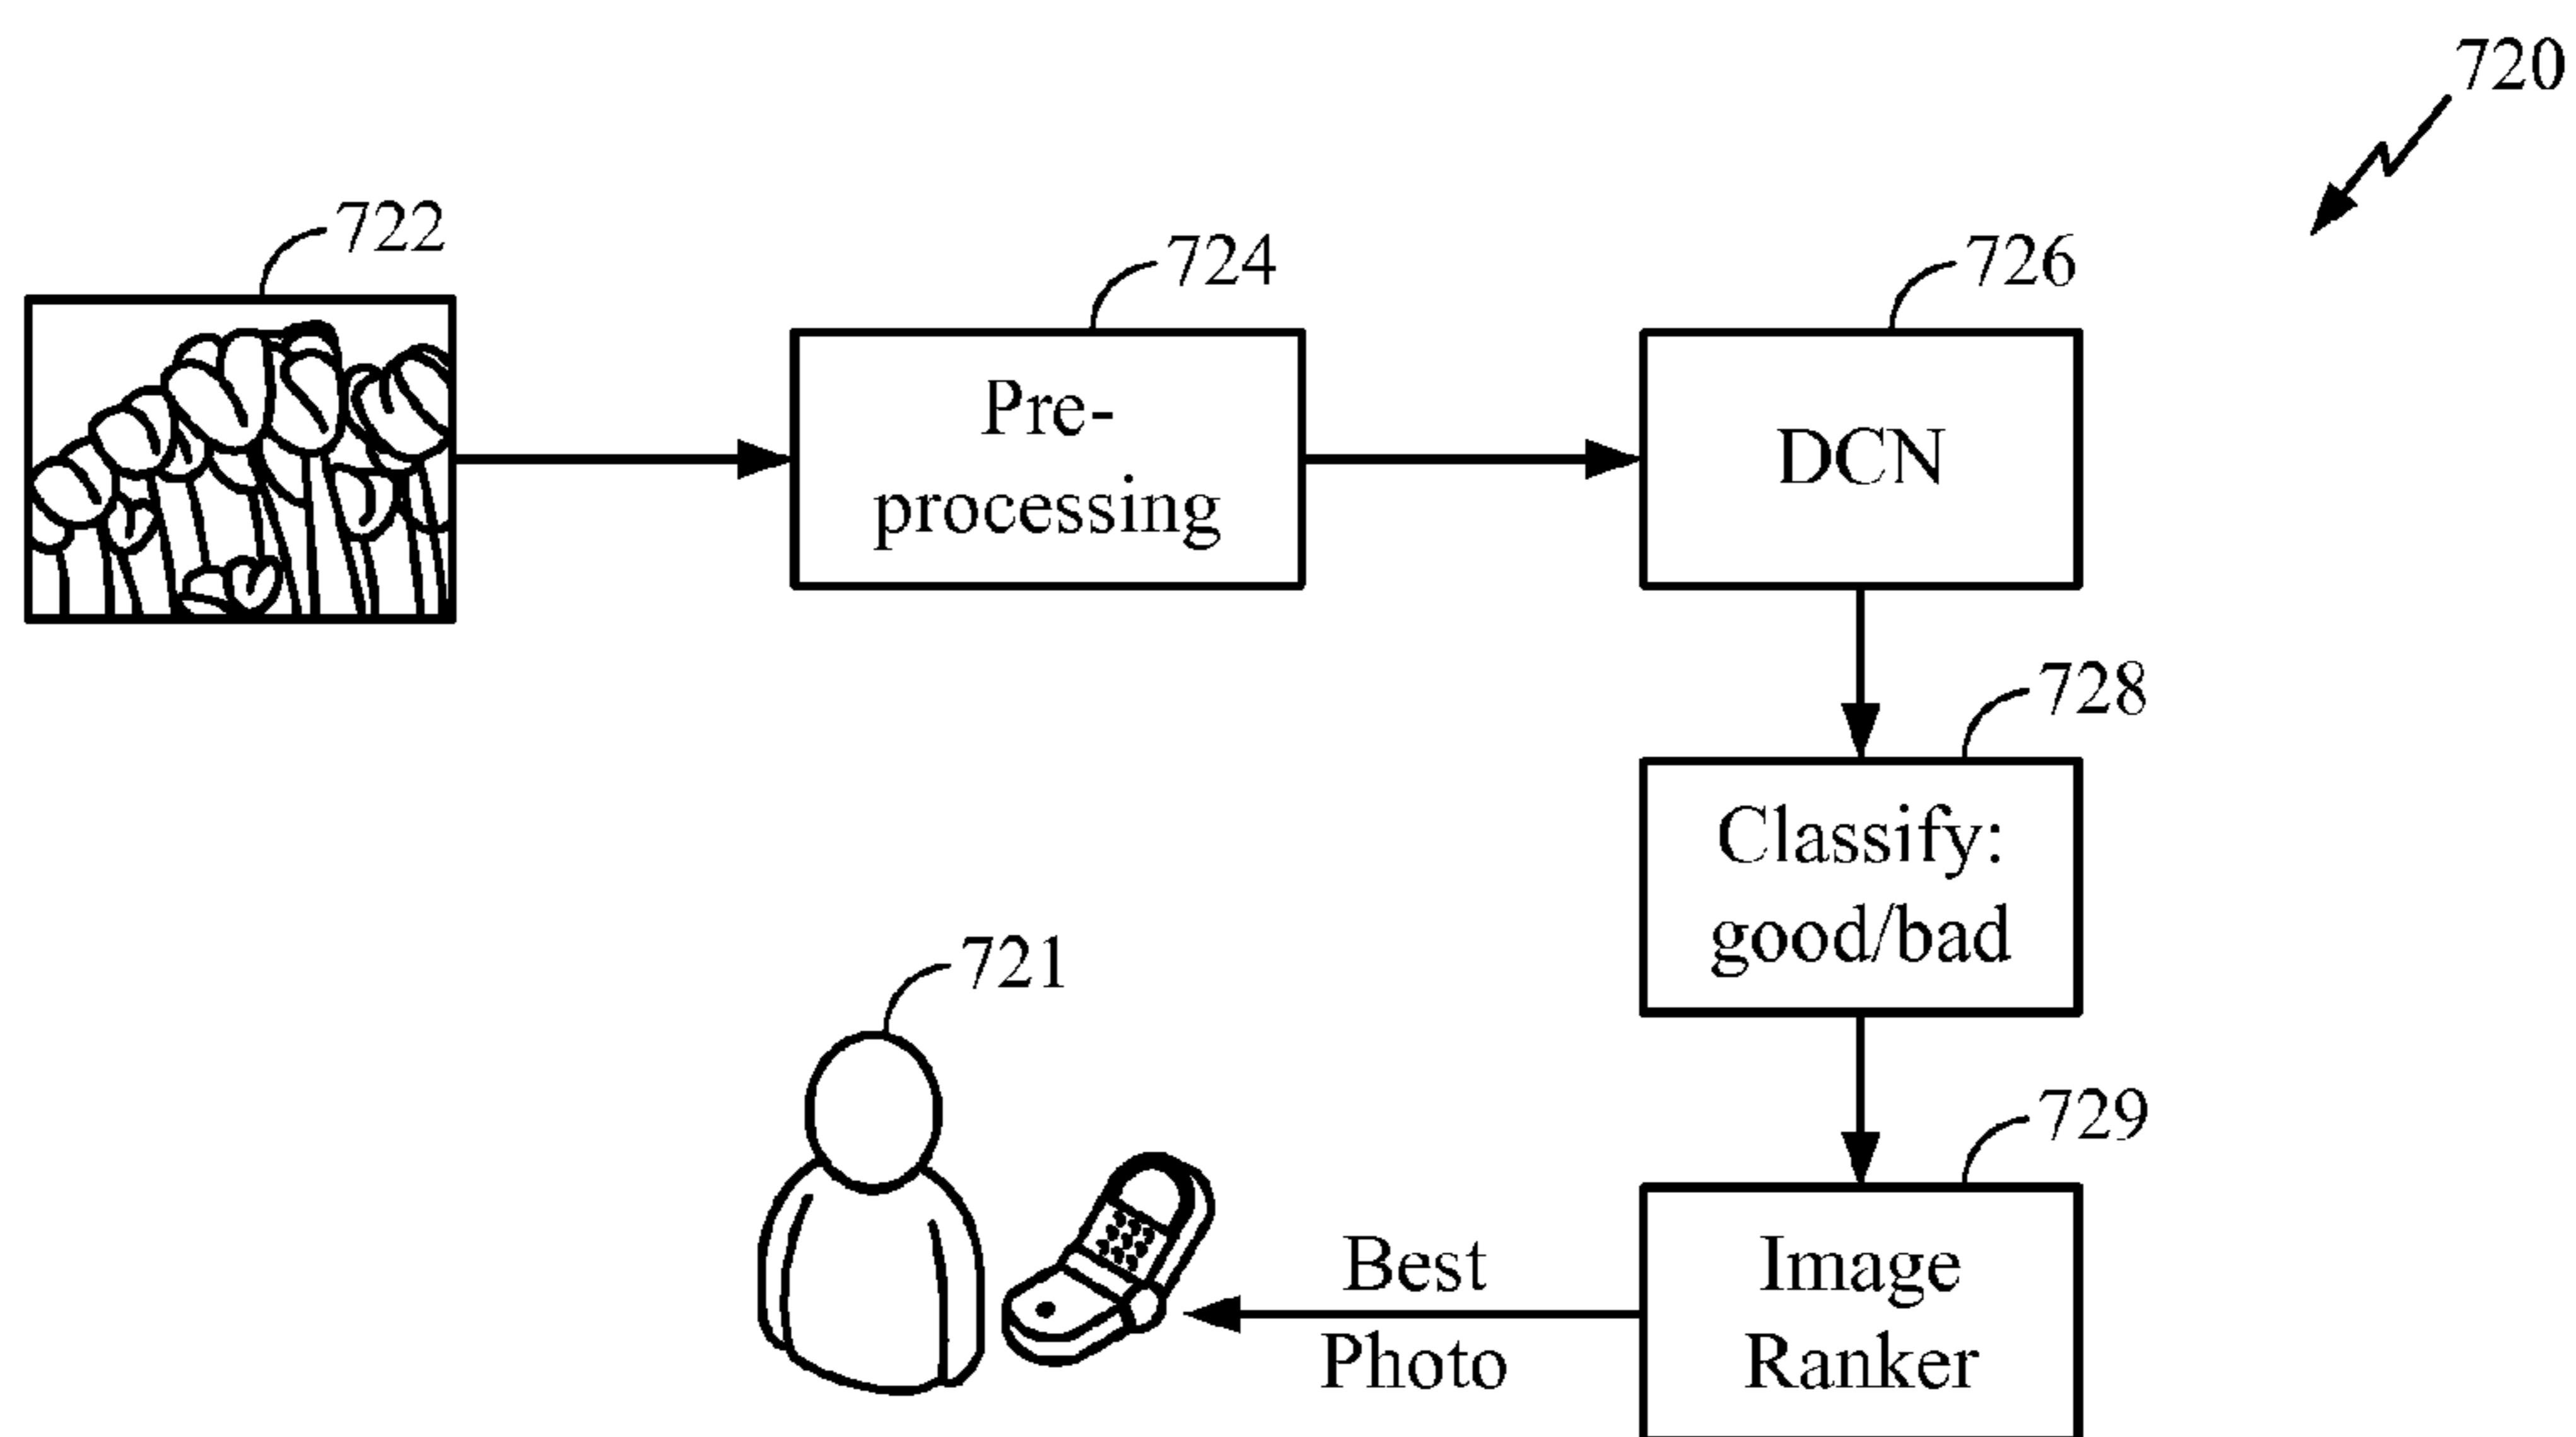 720
722
724
726
Pre-
processing
DCN
728
Classify:
good/bad
721
729
Best
Photo
Image
Ranker